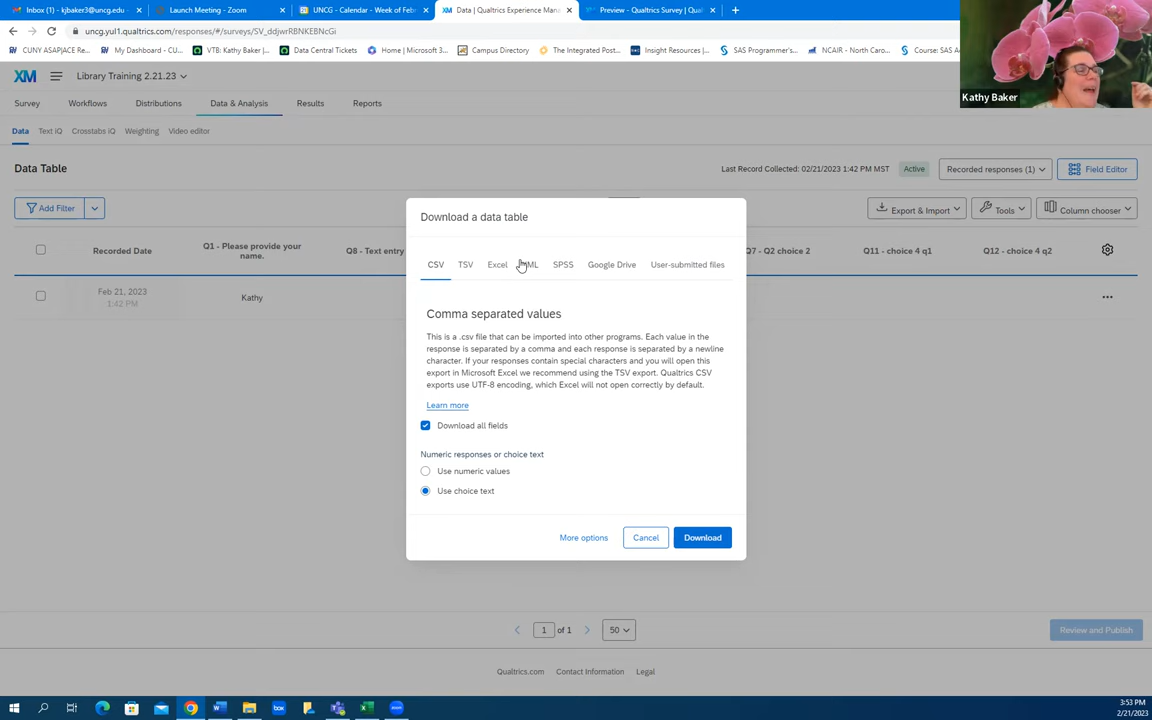 Inbox (1) - kjbaker3@uncg.edu -
Launch Meeting - Zoom
UNCG - Calendar - Week of Febr
Data | Qualtrics Experience Man
Preview - Qualtrics Survey | Qua
uncg.yul1.qualtrics.com/responses/#/surveys/SV_ddjwrRBNKEBNcGi
CUNY ASAP|ACE Re
My Dashboard - CU...
VTB: Kathy Baker |...
Data Central Tickets
Home | Microsoft 3...
Campus Directory
The Integrated Post...
Insight Resources |...
SAS Programmer's...
NCAIR - North Caro...
Course: SAS
Kathy Baker
XM
Library Training 2.21.23
Survey
Workflows
Distributions
Data & Analysis
Results
Reports
Data
Text iQ
Crosstabs iQ
Weighting
Video editor
Data Table
Last Record Collected: 02/21/2023 1:42 PM MST
Active
Recorded responses (1)
Field Editor
Add Filter
Export & Import
Tools
Column chooser
Recorded Date
Q1 - Please provide your
name.
Q8 - Text entry
Q7 - Q2 choice 2
Q11 - choice 4 q1
Q12 - choice 4 q2
Feb 21, 2023
1:42 PM
Kathy
Download a data table
CSV
TSV
Excel
SPSS
Google Drive
User-submitted files
Comma separated values
This is a .csv file that can be imported into other programs. Each value in the
response is separated by a comma and each response is separated by a newline
character. If your responses contain special characters and you will open this
export in Microsoft Excel we recommend using the TSV export. Qualtrics CSV
exports use UTF-8 encoding, which Excel will not open correctly by default.
Learn more
Download all fields
Numeric responses or choice text
Use numeric values
Use choice text
More options
Cancel
Download
1 of 1
50
Review and Publish
Qualtrics.com
Contact Information
Legal
box
3:53 PM
2/21/2023